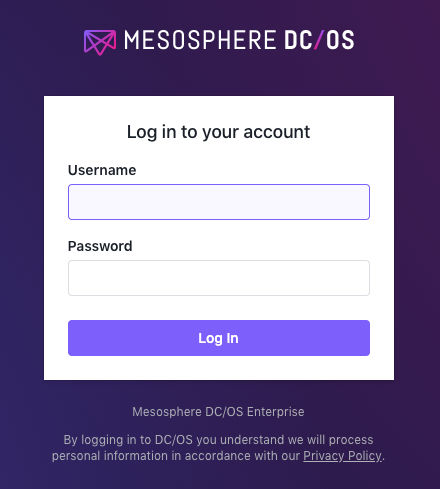 MESOSPHERE DC/OS
Log in to your account
Username
Password
Log In
Mesosphere DC/OS Enterprise
By logging in to DC/OS you understand we will process
personal information in accordance with our Privacy Policy.